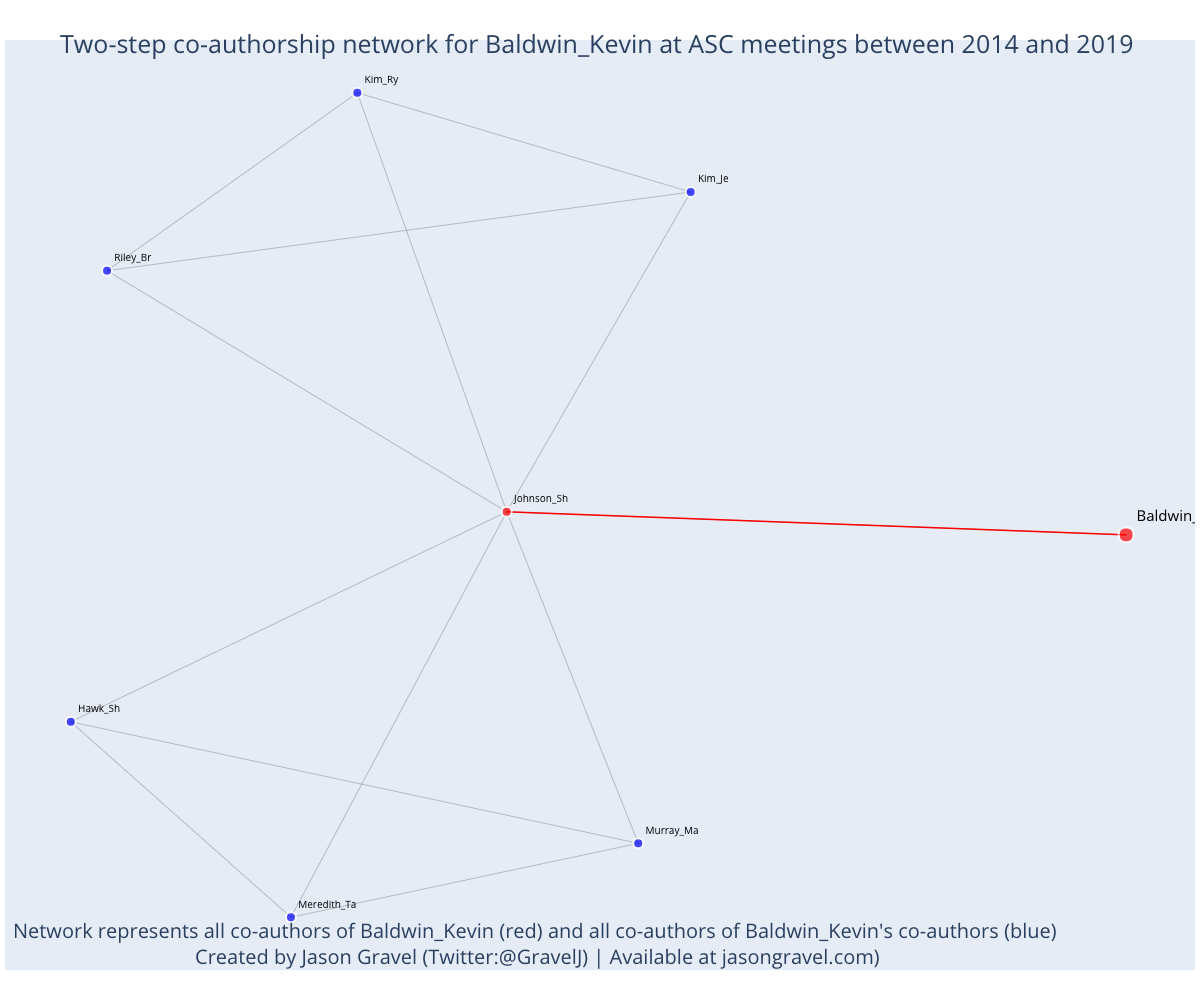 Two-step co-authorship network for Baldwin_Kevin at ASC meetings between 2014 and 2019
Kim_Ry
Kim_Je
Riley_Br
Johnson_Sh
Baldwin_
Hawk_Sh
Murray_Ma
Meredith_Ta
Network represents all co-authors of Baldwin_Kevin (red) and all co-authors of Baldwin_Kevin's co-authors (blue)
Created by Jason Gravel (Twitter:@GravelJ) | Available at jasongravel.com)